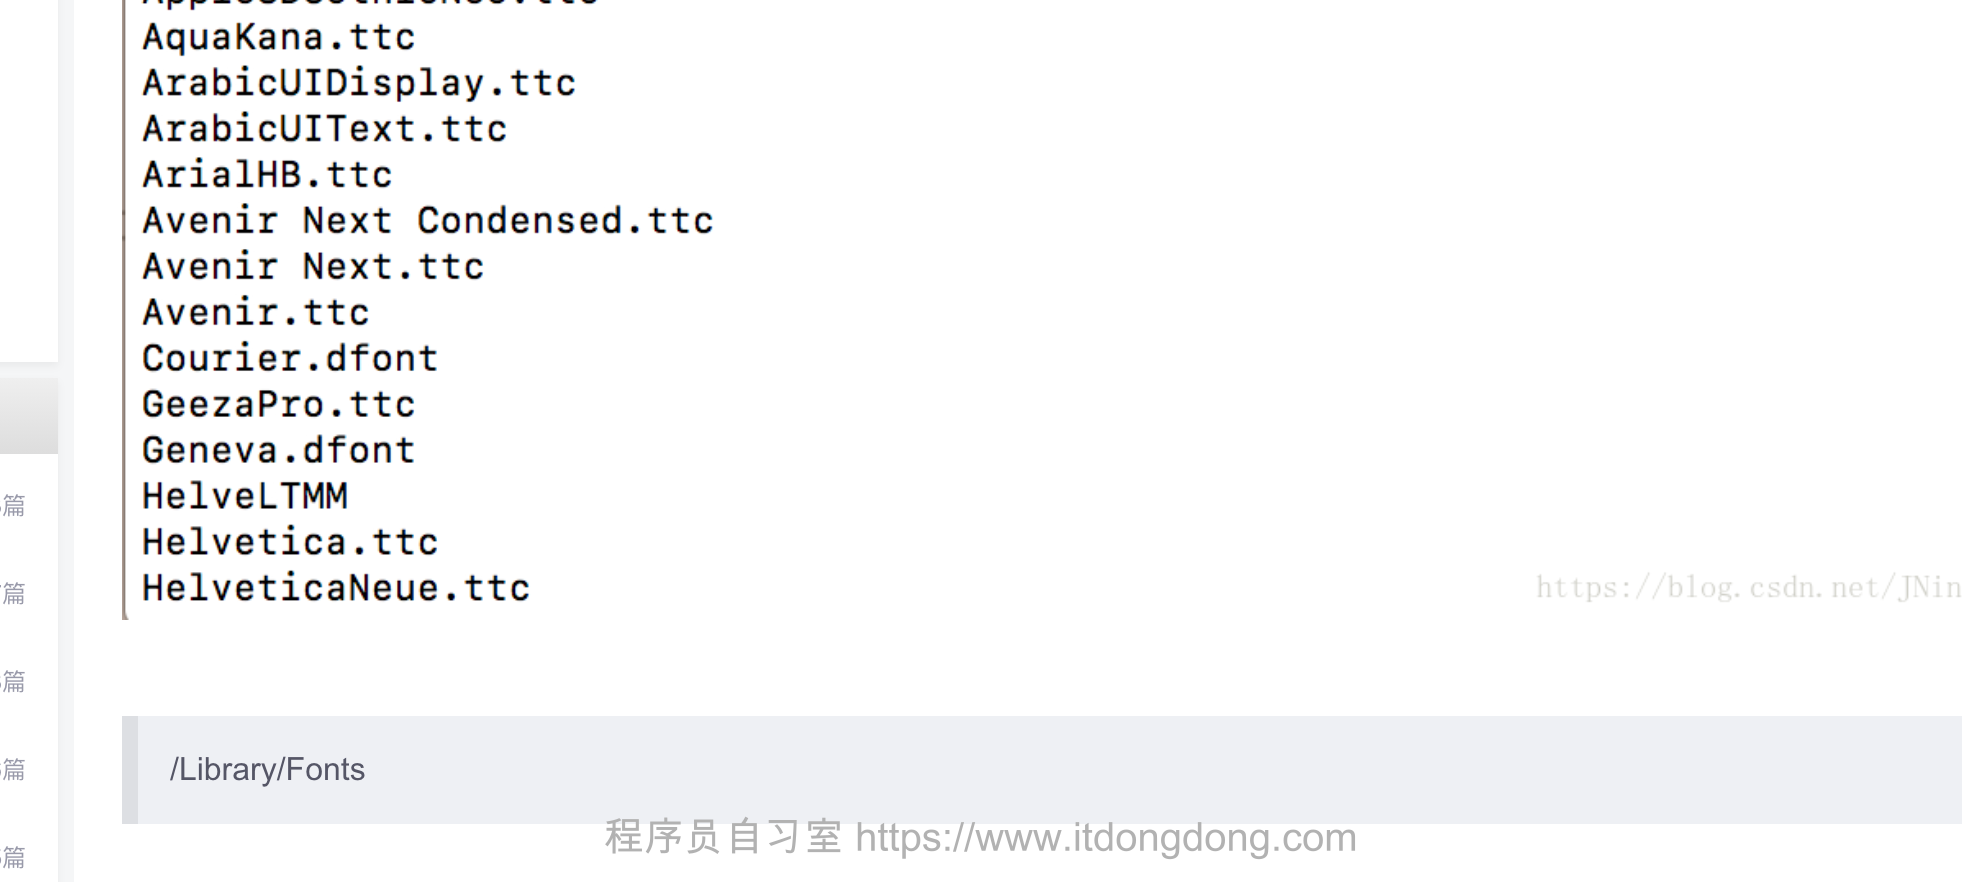 AquaKana.ttc
ArabicUIDisplay.ttc
ArabicUIText.ttc
ArialHB.ttc
Avenir Next Condensed.ttc
Avenir Next.ttc
Avenir.ttc
Courier.dfont
GeezaPro.ttc
Geneva.dfont
HelveLTMM
Helvetica.ttc
HelveticaNeue.ttc
https://blog.csdn.net/JNin
篇
篇
篇
篇
篇
/Library/Fonts
程序员自习室 https://www.itdongdong.com